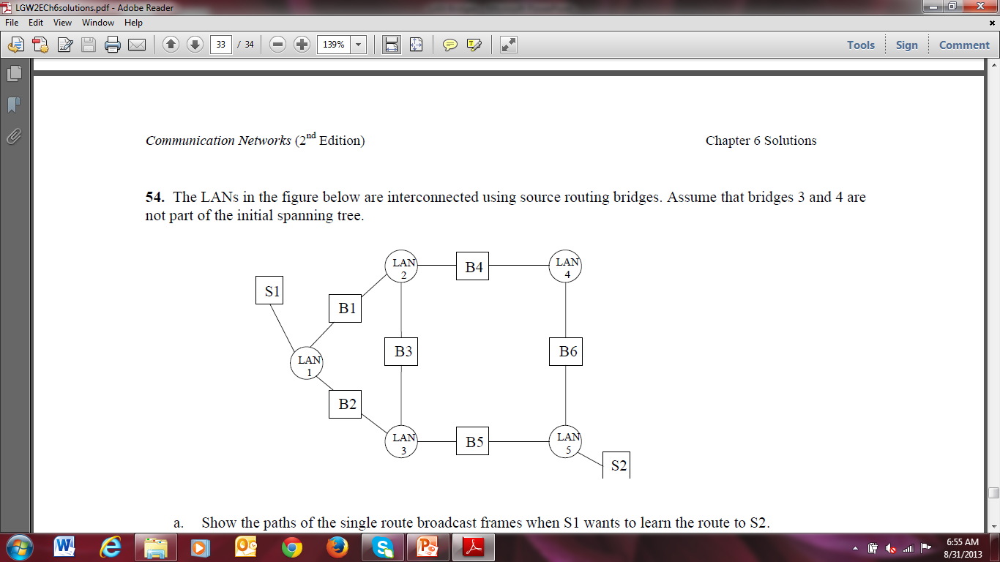 LGW2ECh6solutions.pdf - Adobe Reader
File Edit View Window Help
33 / 34 139% Tools Sign Comment
Communication Networks (2nd Edition) Chapter 6 Solutions
54. The LANs in the figure below are interconnected using source routing bridges. Assume that bridges 3 and 4 are
not part of the initial spanning tree.
LAN
2
B4
LAN
4
S1
B1
B3
B6
LAN
1
B2
LAN
3
B5
LAN
5
S2
a. Show the paths of the single route broadcast frames when S1 wants to learn the route to S2.
6:55 AM
8/31/2013